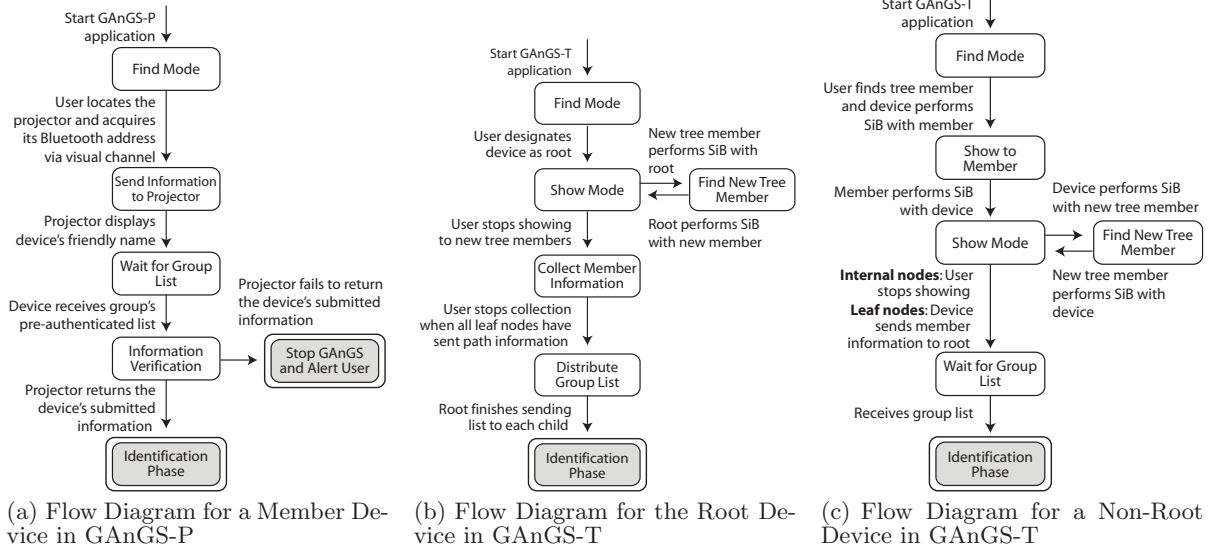 Start GAnGS-P
application
Find Mode
User locates the
projector and acquires
its Bluetooth address
via visual channel
Send Information
to Projector
Projector displays
device's friendly name
Wait for Group
List
Device receives group's
pre-authenticated list
Projector fails to return
the device's submitted
information
Information
Verification
Stop GAnGS
and Alert User
Projector returns the
device's submitted
information
Identification
Phase
(a) Flow Diagram for a Member De-
vice in GAnGS-P
Start GAnGS-T
application
Find Mode
User designates
device as root
New tree member
performs SiB with
root
Show Mode
Find New Tree
Member
User stops showing
to new tree members
Root performs SiB
with new member
Collect Member
Information
User stops collection
when all leaf nodes have
sent path information
Distribute
Group List
Root finishes sending
list to each child
Identification
Phase
(b) Flow Diagram for the Root De-
vice in GAnGS-T
Start GAnGS-T
application
Find Mode
User finds tree member
and device performs
SiB with member
Show to
Member
Member performs SiB
with device
Device performs SiB
with new tree member
Show Mode
Find New Tree
Member
Internal nodes: User
stops showing
Leaf nodes: Device
sends member
information to root
New tree member
performs SiB with
device
Wait for Group
List
Receives group list
Identification
Phase
(c) Flow Diagram for a Non-Root
Device in GAnGS-T